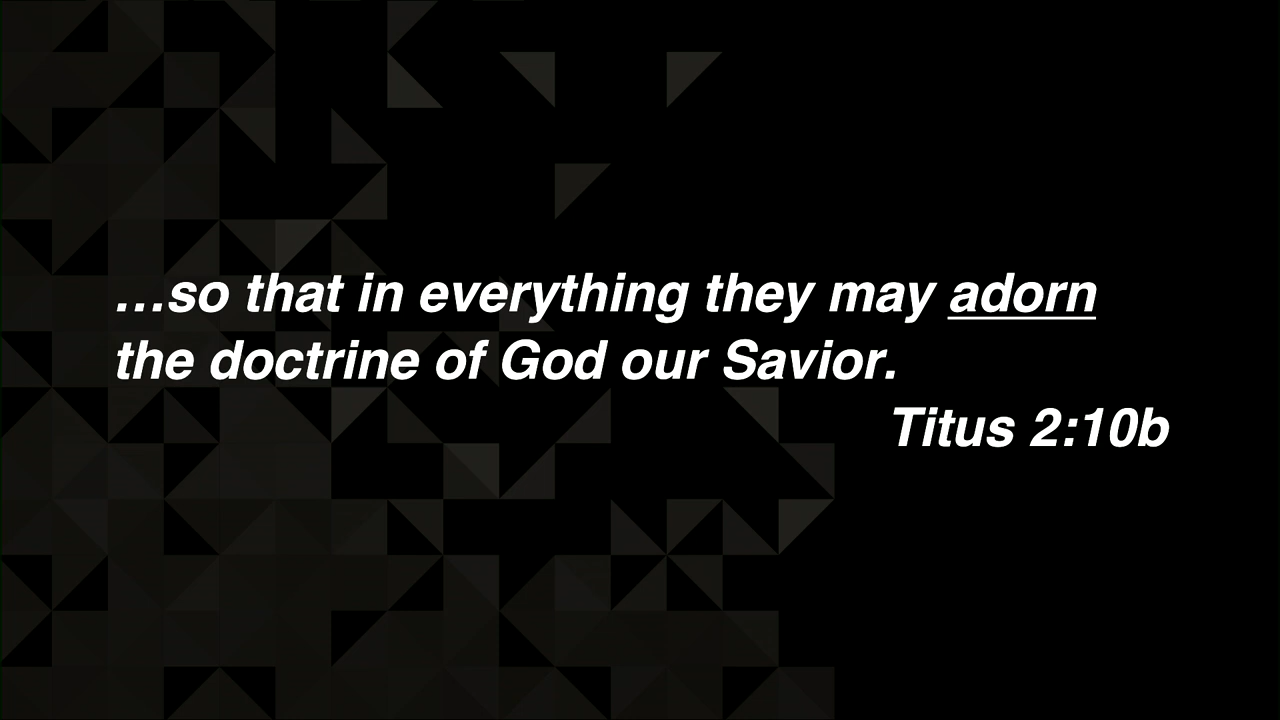 …so that in everything they may adorn
the doctrine of God our Savior.
Titus 2:10b